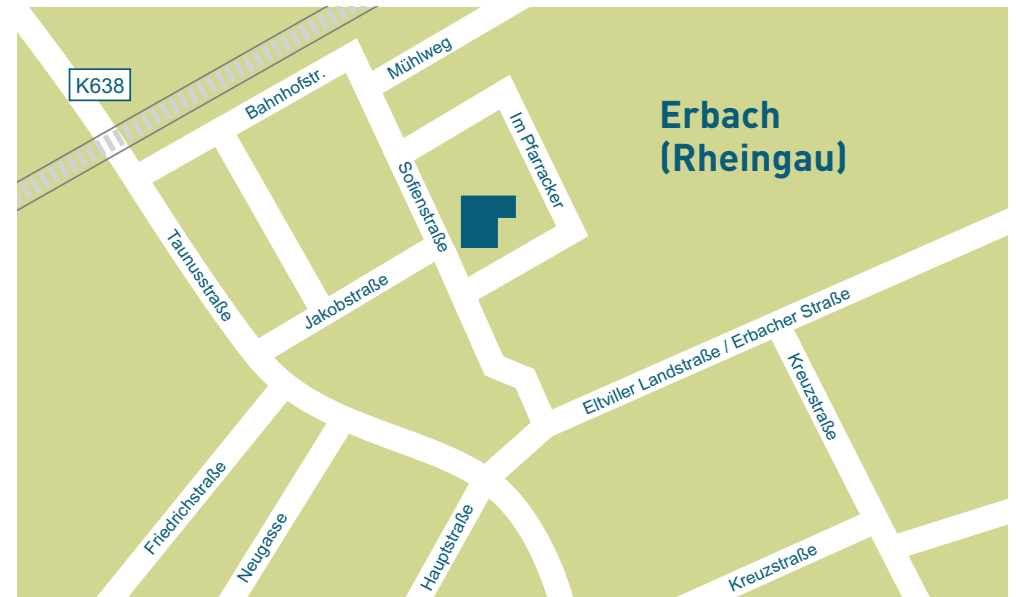 K638
Bahnhofstr.
Mühlweg
Erbach
(Rheingau)
Im Pfarracker
Sofienstraße
Taunusstraße
Jakobstraße
Eltviller Landstraße / Erbacher Straße
Kreuzstraße
Friedrichstraße
Neugasse
Hauptstraße
Kreuzstraße